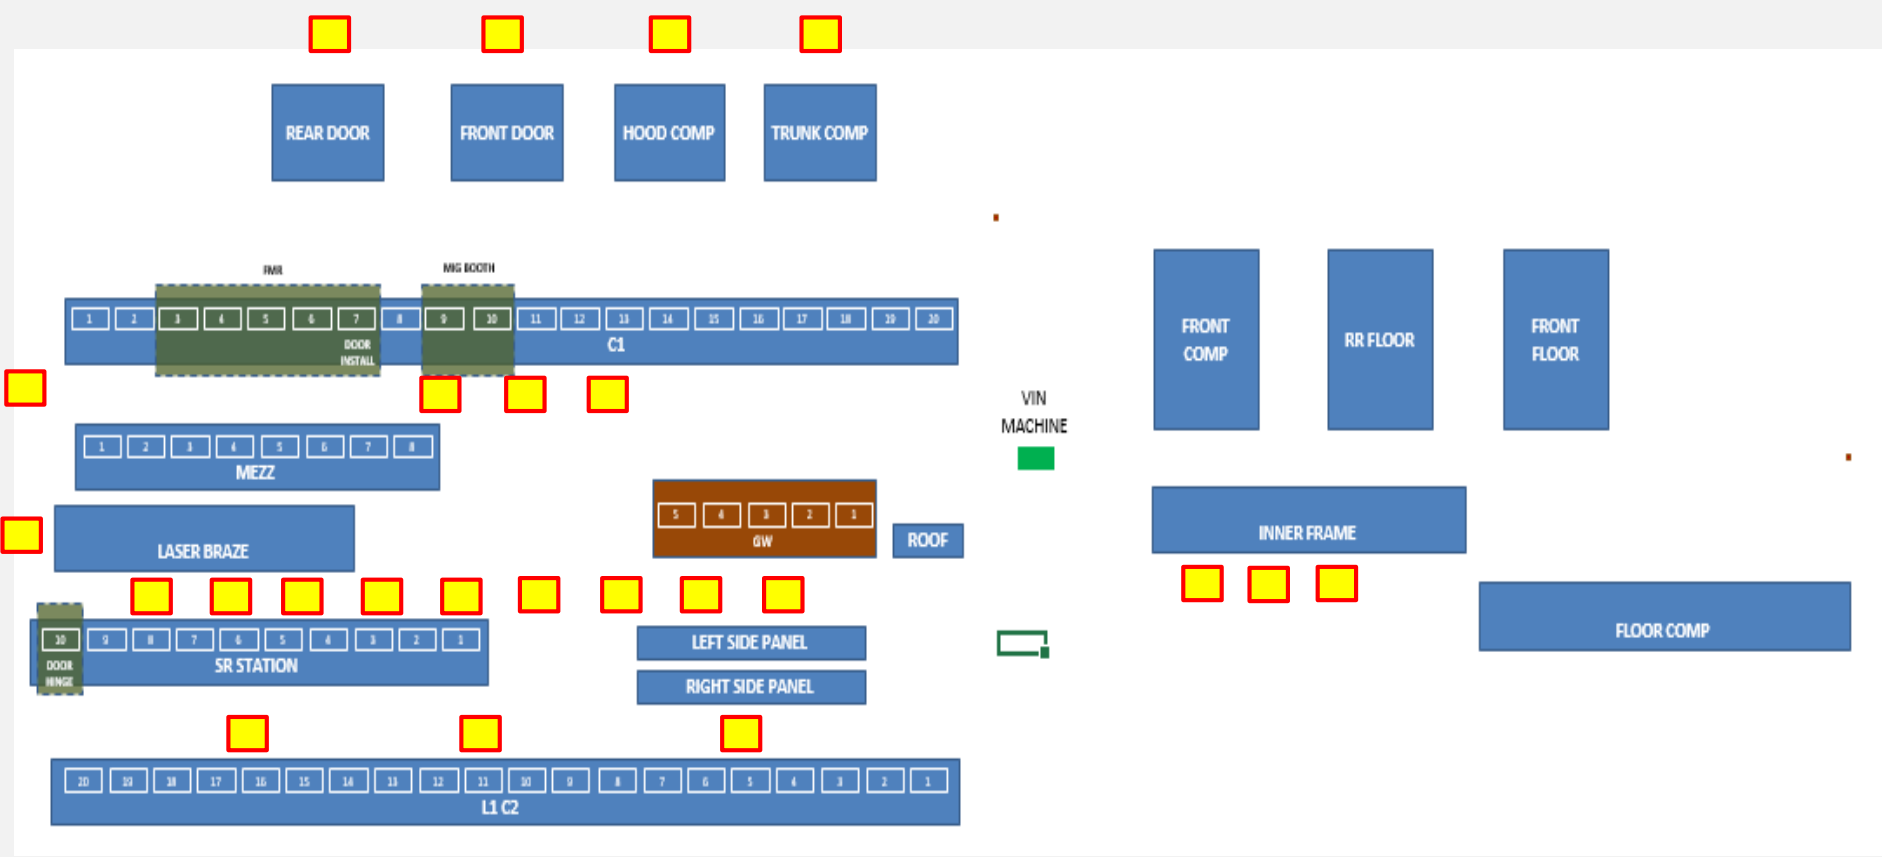 REAR DOOR
FRONT DOOR
HOOD COMP
TRUNK COMP
FMR
MIG BOOTH
1 2 3 4 5 6 7 8 9 10 11 12 13 14 15 16 17 18 19 20
DOOR
INSTALL
C1
FRONT
COMP
RR FLOOR
FRONT
FLOOR
VIN
MACHINE
1 2 3 4 5 6 7 8
MEZZ
5 4 3 2 1
GW
ROOF
INNER FRAME
LASER BRAZE
10 9 8 7 6 5 4 3 2 1
DOOR
HINGE
SR STATION
LEFT SIDE PANEL
RIGHT SIDE PANEL
FLOOR COMP
20 19 18 17 16 15 14 13 12 11 10 9 8 7 6 5 4 3 2 1
L1 C2